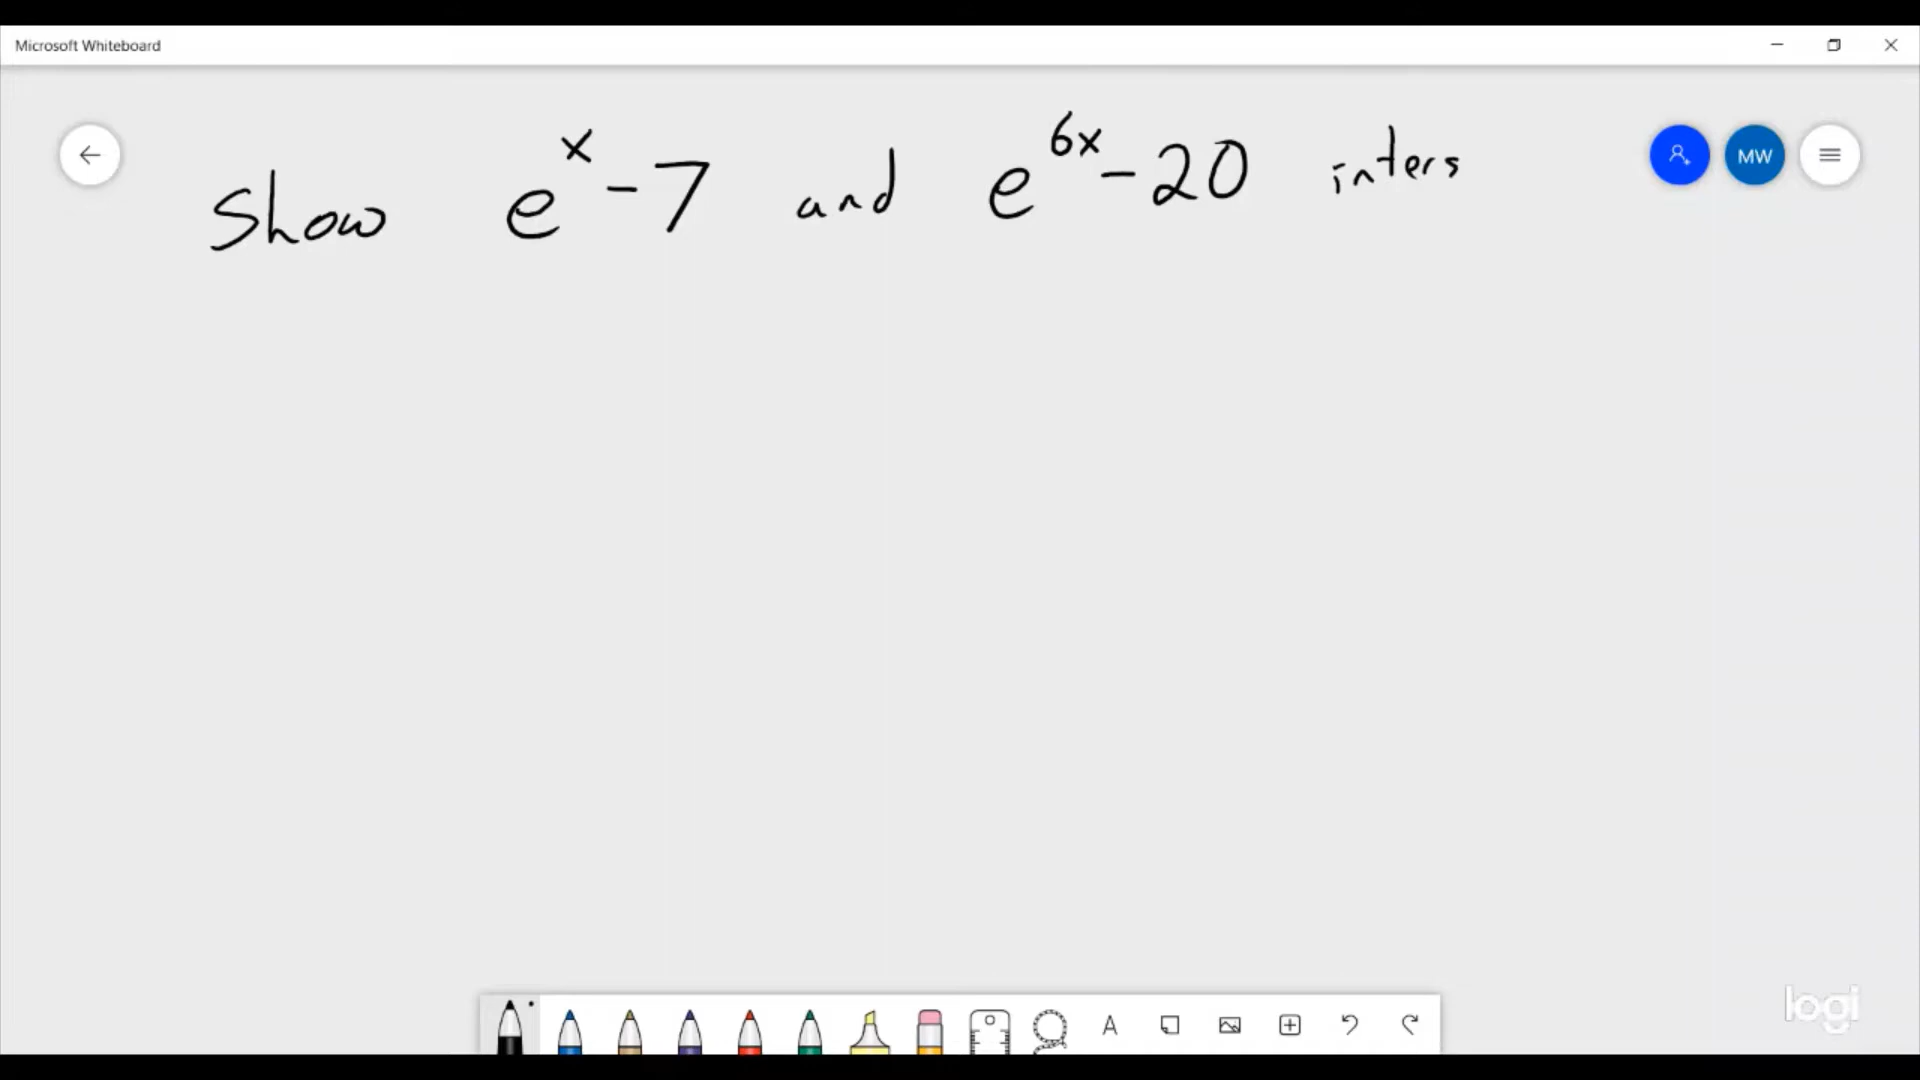 Microsoft Whiteboard
Show e^x - 7 and e^6x - 20 inters
MW
A
logi